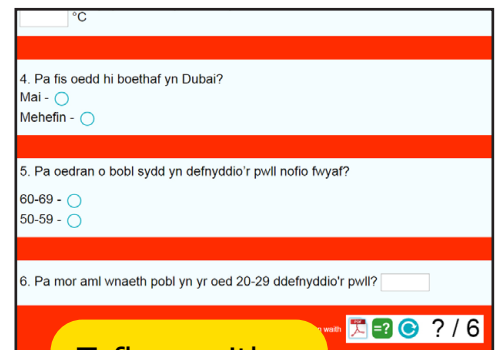 °C
4. Pa fis oedd hi boethaf yn Dubai?
Mai -
Mehefin -
5. Pa oedran o bobl sydd yn defnyddio'r pwll nofio fwyaf?
60-69 -
50-59 -
6. Pa mor aml wnaeth pobl yn yr oed 20-29 ddefnyddio'r pwll?
waith =? ? / 6